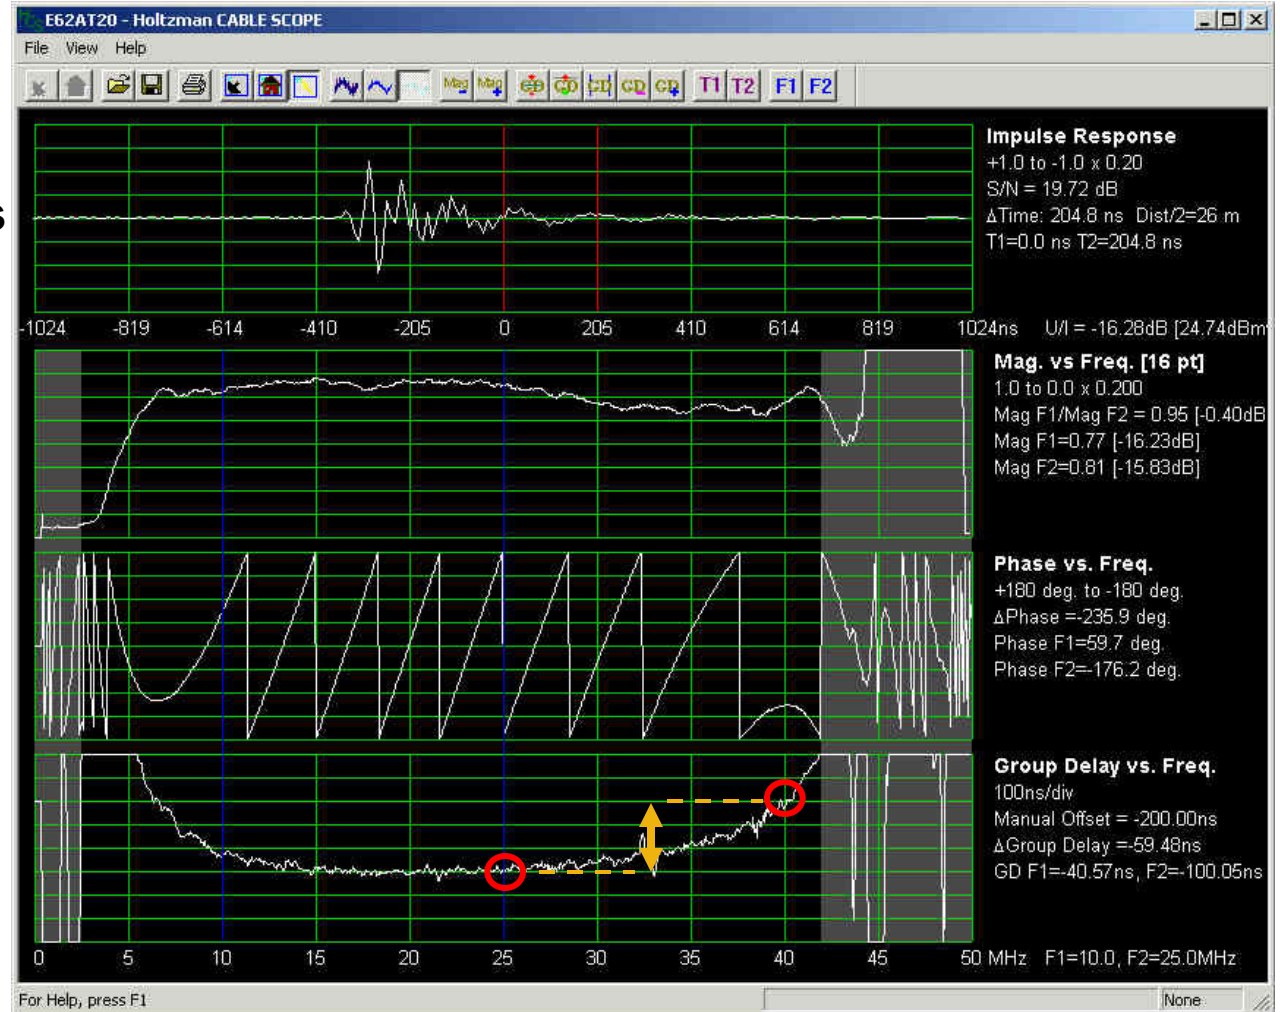 E62AT20 - Holtzman CABLE SCOPE
File View Help
Mag Mag GD GD GD GD GD T1 T2 F1 F2
s
Impulse Response
+1.0 to -1.0 x 0.20
S/N = 19.72 dB
ΔTime: 204.8 ns Dist/2=26 m
T1=0.0 ns T2=204.8 ns
-1024 -819 -614 -410 -205 0 205 410 614 819 1024ns U/I = -16.28dB [24.74dBm
Mag. vs Freq. [16 pt]
1.0 to 0.0 x 0.200
Mag F1/Mag F2 = 0.95 [-0.40dB
Mag F1=0.77 [-16.23dB]
Mag F2=0.81 [-15.83dB]
Phase vs. Freq.
+180 deg. to -180 deg.
ΔPhase =-235.9 deg.
Phase F1=59.7 deg.
Phase F2=-176.2 deg.
Group Delay vs. Freq.
100ns/div
Manual Offset = -200.00ns
ΔGroup Delay =-59.48ns
GD F1=-40.57ns, F2=-100.05ns
0 5 10 15 20 25 30 35 40 45 50 MHz F1=10.0, F2=25.0MHz
For Help, press F1
None